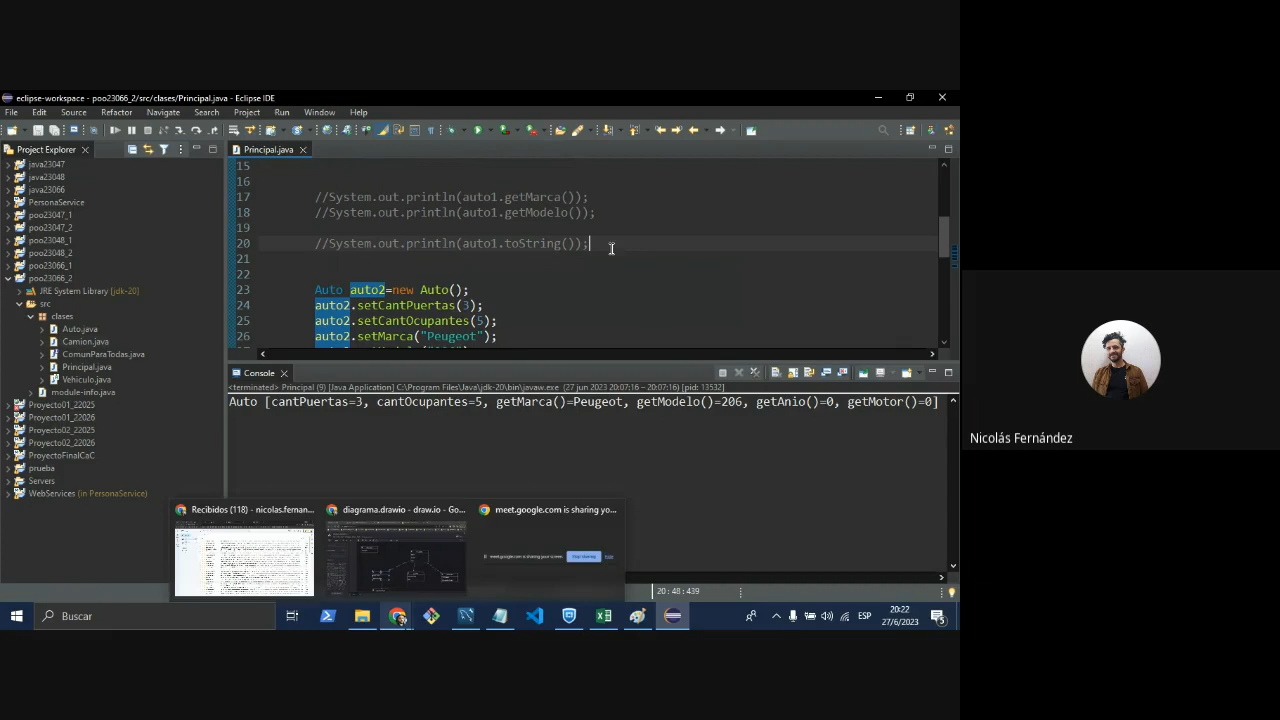 eclipse-workspace - poo23066_2/src/clases/Principal.java - Eclipse IDE
File Edit Source Refactor Navigate Search Project Run Window Help
Project Explorer
java23047
java23048
java23066
PersonaService
poo23047_1
poo23047_2
poo23048_1
poo23048_2
poo23066_1
poo23066_2
JRE System Library [jdk-20]
src
clases
Auto.java
Camion.java
ComunParaTodas.java
Principal.java
Vehiculo.java
module-info.java
Proyecto01_22025
Proyecto01_22026
Proyecto02_22025
Proyecto02_22026
ProyectoFinalCaC
prueba
Servers
WebServices (in PersonaService)
Principal.java
15
16
17 //System.out.println(auto1.getMarca());
18 //System.out.println(auto1.getModelo());
19
20 //System.out.println(auto1.toString());
21
22
23 Auto auto2=new Auto();
24 auto2.setCantPuertas(3);
25 auto2.setCantOcupantes(5);
26 auto2.setMarca("Peugeot");
Console
<terminated> Principal (9) [Java Application] C:\Program Files\Java\jdk-20\bin\javaw.exe (27 jun 2023 20:07:16 – 20:07:16) [pid: 13532]
Auto [cantPuertas=3, cantOcupantes=5, getMarca()=Peugeot, getModelo()=206, getAnio()=0, getMotor()=0]
Recibidos (118) - nicolas.fernan...
diagrama.drawio - draw.io - Go...
meet.google.com is sharing yo...
Stop sharing
20 : 48 : 439
Buscar
ESP
20:22
27/6/2023
5
Nicolás Fernández